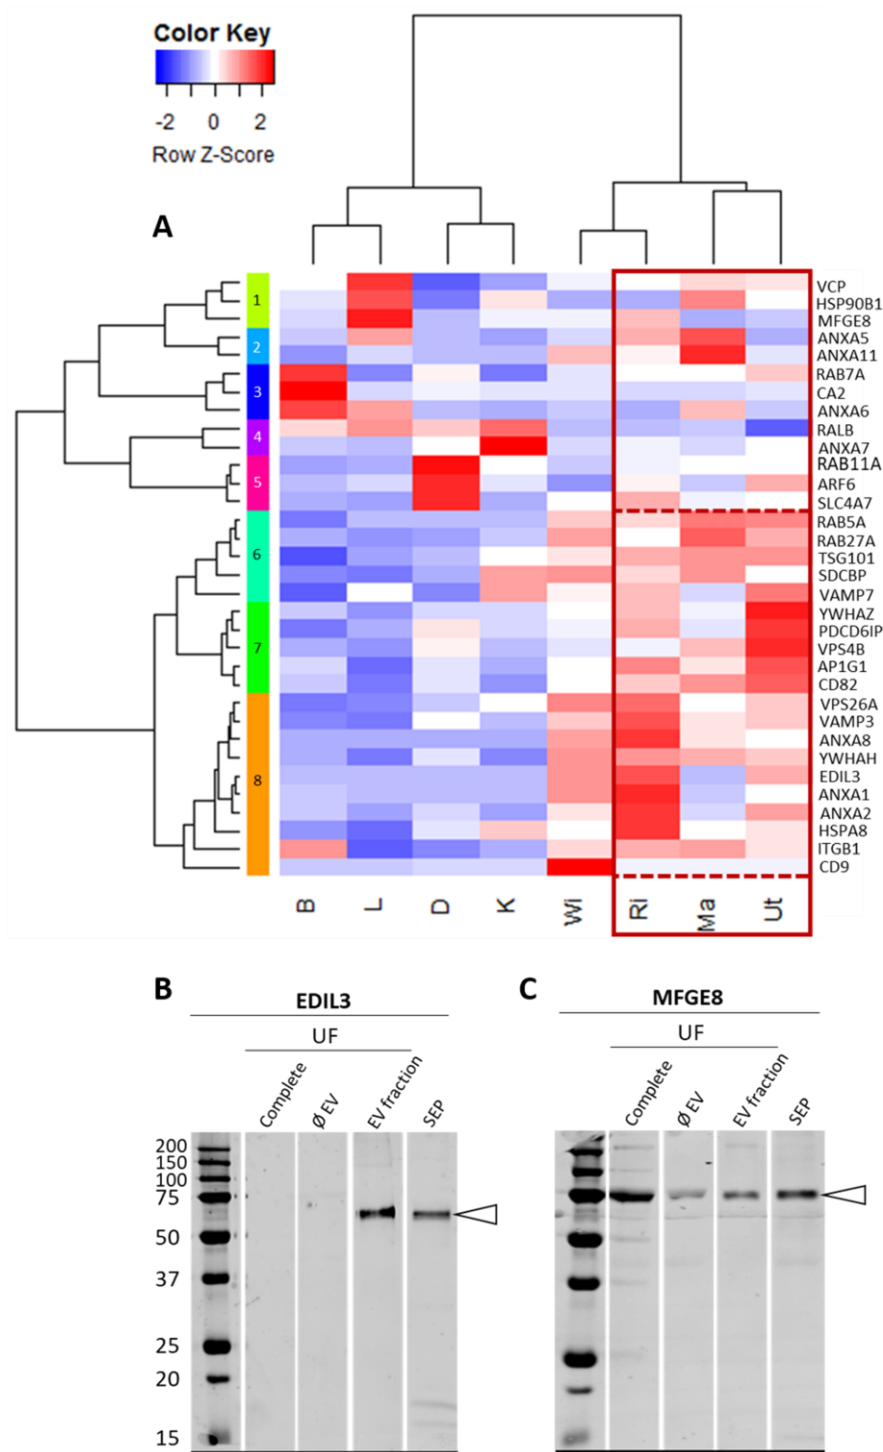 Color Key
-2 0 2
Row Z-Score
A
1
2
3
4
5
6
7
8
VCP
HSP90B1
MFGE8
ANXA5
ANXA11
RAB7A
CA2
ANXA6
RALB
ANXA7
RAB11A
ARF6
SLC4A7
RAB5A
RAB27A
TSG101
SDCBP
VAMP7
YWHAZ
PDCD6IP
VPS4B
AP1G1
CD82
VPS26A
VAMP3
ANXA8
YWHAH
EDIL3
ANXA1
ANXA2
HSPA8
ITGB1
CD9
B L D K Wi Ri Ma Ut
B
EDIL3
UF
Complete
Ø EV
EV fraction
SEP
200
150
100
75
50
37
25
20
15
C
MFGE8
UF
Complete
Ø EV
EV fraction
SEP